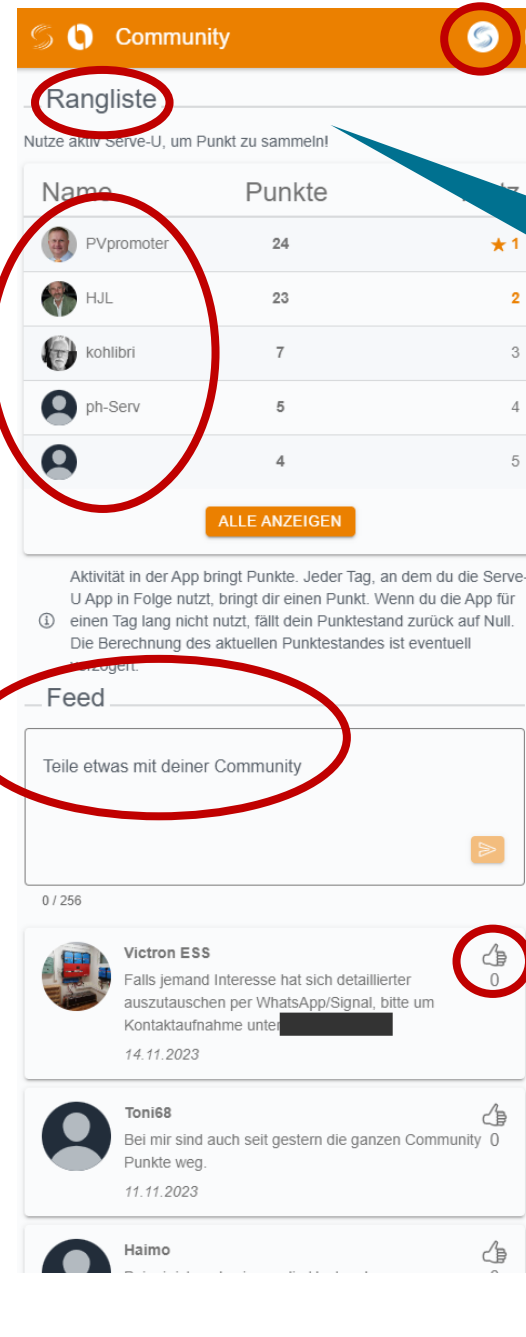 Community
Rangliste
Nutze aktiv Serve-U, um Punkt zu sammeln!
Name Punkte
PVpromoter 24 ★ 1
HJL 23 2
kohlibri 7 3
ph-Serv 5 4
4 5
ALLE ANZEIGEN
Aktivität in der App bringt Punkte. Jeder Tag, an dem du die Serve-
U App in Folge nutzt, bringt dir einen Punkt. Wenn du die App für
einen Tag lang nicht nutzt, fällt dein Punktestand zurück auf Null.
Die Berechnung des aktuellen Punktestandes ist eventuell
verzögert.
Feed
Teile etwas mit deiner Community
0 / 256
Victron ESS
Falls jemand Interesse hat sich detaillierter
auszutauschen per WhatsApp/Signal, bitte um
Kontaktaufnahme unter
0
14.11.2023
Toni68
Bei mir sind auch seit gestern die ganzen Community 0
Punkte weg.
11.11.2023
Haimo